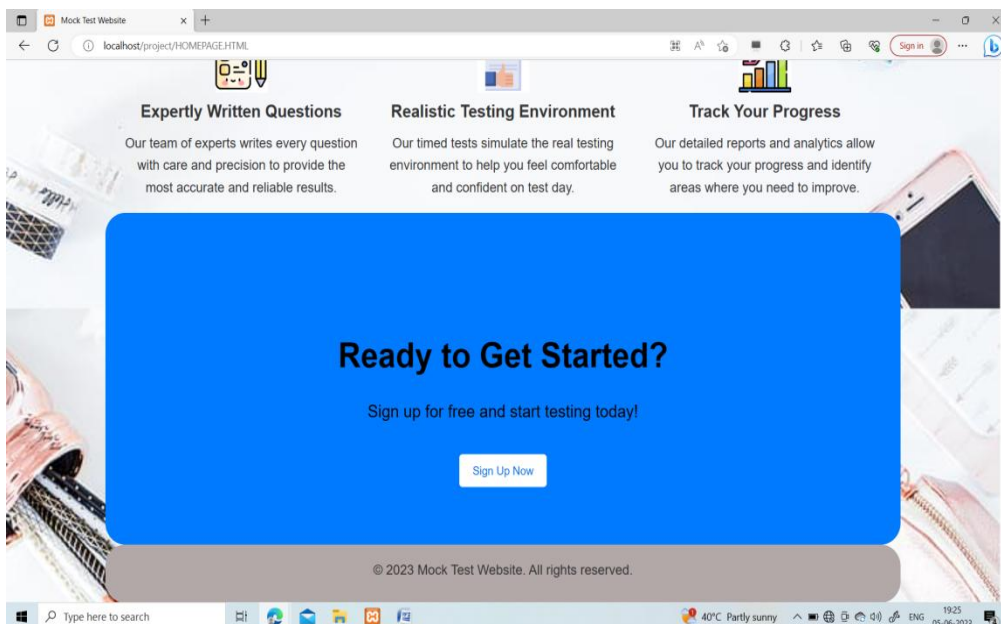 Mock Test Website
localhost/project/HOMEPAGE.HTML
Sign in
Expertly Written Questions
Our team of experts writes every question
with care and precision to provide the
most accurate and reliable results.
Realistic Testing Environment
Our timed tests simulate the real testing
environment to help you feel comfortable
and confident on test day.
Track Your Progress
Our detailed reports and analytics allow
you to track your progress and identify
areas where you need to improve.
Ready to Get Started?
Sign up for free and start testing today!
Sign Up Now
© 2023 Mock Test Website. All rights reserved.
Type here to search
40°C Partly sunny
ENG
19:25
05-06-2023